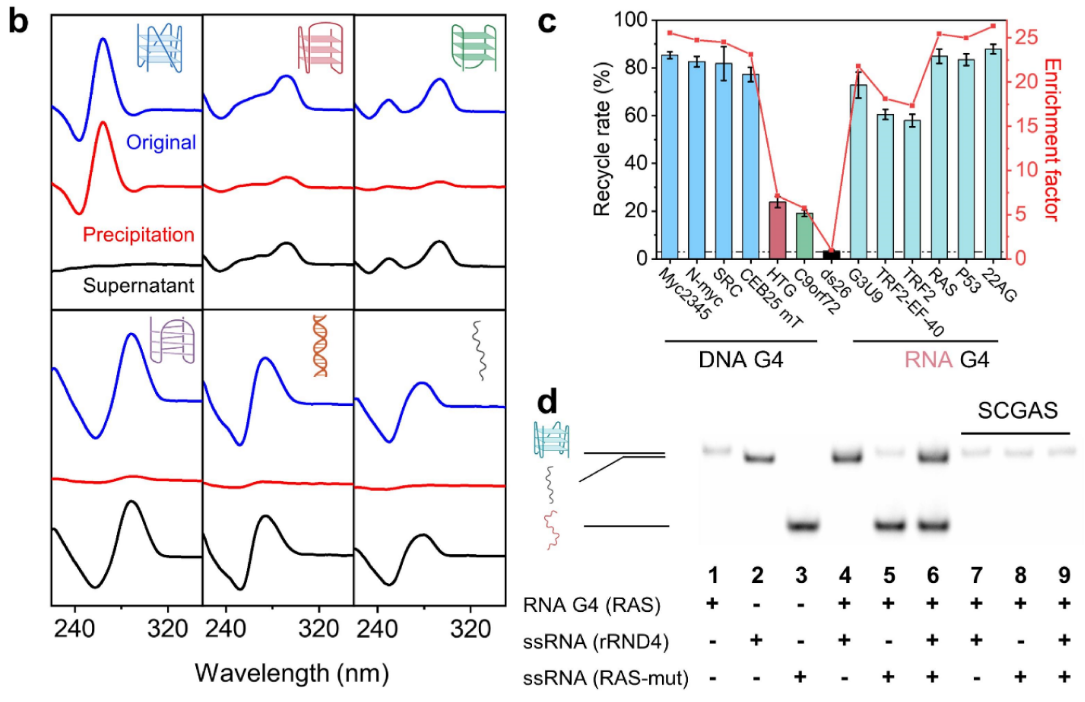 b
Original
Precipitation
Supernatant
240 320 240 320 240 320
Wavelength (nm)
c
Recycle rate (%)
100
80
60
40
20
0
Enrichment factor
25
20
15
10
5
0
Myc2345
N-myc
SRC
CEB25 mT
HTG
C9orf72
ds26
G3U9
TRF2-EF-40
TRF2
RAS
P53
22AG
DNA G4 RNA G4
d
SCGAS
1 2 3 4 5 6 7 8 9
RNA G4 (RAS) + - - + + + + + +
ssRNA (rRND4) - + - + - + + - +
ssRNA (RAS-mut) - - + - + + - + +